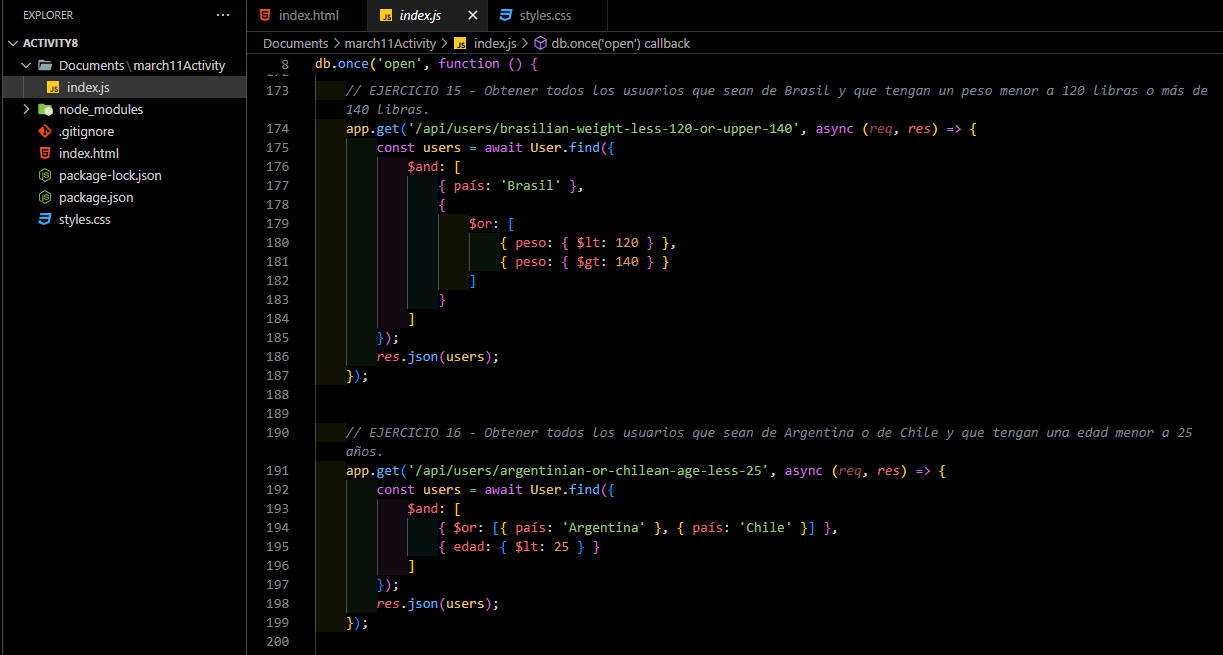 EXPLORER ···
index.html index.js × styles.css
ACTIVITY8
Documents > march11Activity > index.js > db.once('open') callback
Documents \ march11Activity
index.js
node_modules
.gitignore
index.html
package-lock.json
package.json
styles.css
8 db.once('open', function () {
172
173 // EJERCICIO 15 - Obtener todos los usuarios que sean de Brasil y que tengan un peso menor a 120 libras o más de
140 libras.
174 app.get('/api/users/brasilian-weight-less-120-or-upper-140', async (req, res) => {
175 const users = await User.find({
176 $and: [
177 { país: 'Brasil' },
178 {
179 $or: [
180 { peso: { $lt: 120 } },
181 { peso: { $gt: 140 } }
182 ]
183 }
184 ]
185 });
186 res.json(users);
187 });
188
189
190 // EJERCICIO 16 - Obtener todos los usuarios que sean de Argentina o de Chile y que tengan una edad menor a 25
años.
191 app.get('/api/users/argentinian-or-chilean-age-less-25', async (req, res) => {
192 const users = await User.find({
193 $and: [
194 { $or: [{ país: 'Argentina' }, { país: 'Chile' }] },
195 { edad: { $lt: 25 } }
196 ]
197 });
198 res.json(users);
199 });
200